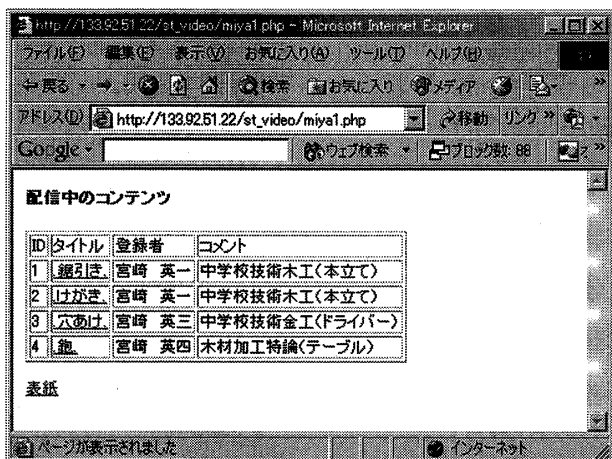 http://133.92.51.22/st_video/miya1.php - Microsoft Internet Explorer
ファイル(F) 編集(E) 表示(V) お気に入り(A) ツール(T) ヘルプ(H)
戻る 検索 お気に入り メディア
アドレス(D) http://133.92.51.22/st_video/miya1.php 移動 リンク
Google ウェブ検索 ブロック数: 88
配信中のコンテンツ
ID タイトル 登録者 コメント
1 .鋸引き. 宮崎 英一 中学校技術木工(本立て)
2 .けがき. 宮崎 英一 中学校技術木工(本立て)
3 .穴あけ. 宮崎 英三 中学校技術金工(ドライバー)
4 .鉋. 宮崎 英四 木材加工特論(テーブル)
表紙
ページが表示されました インターネット